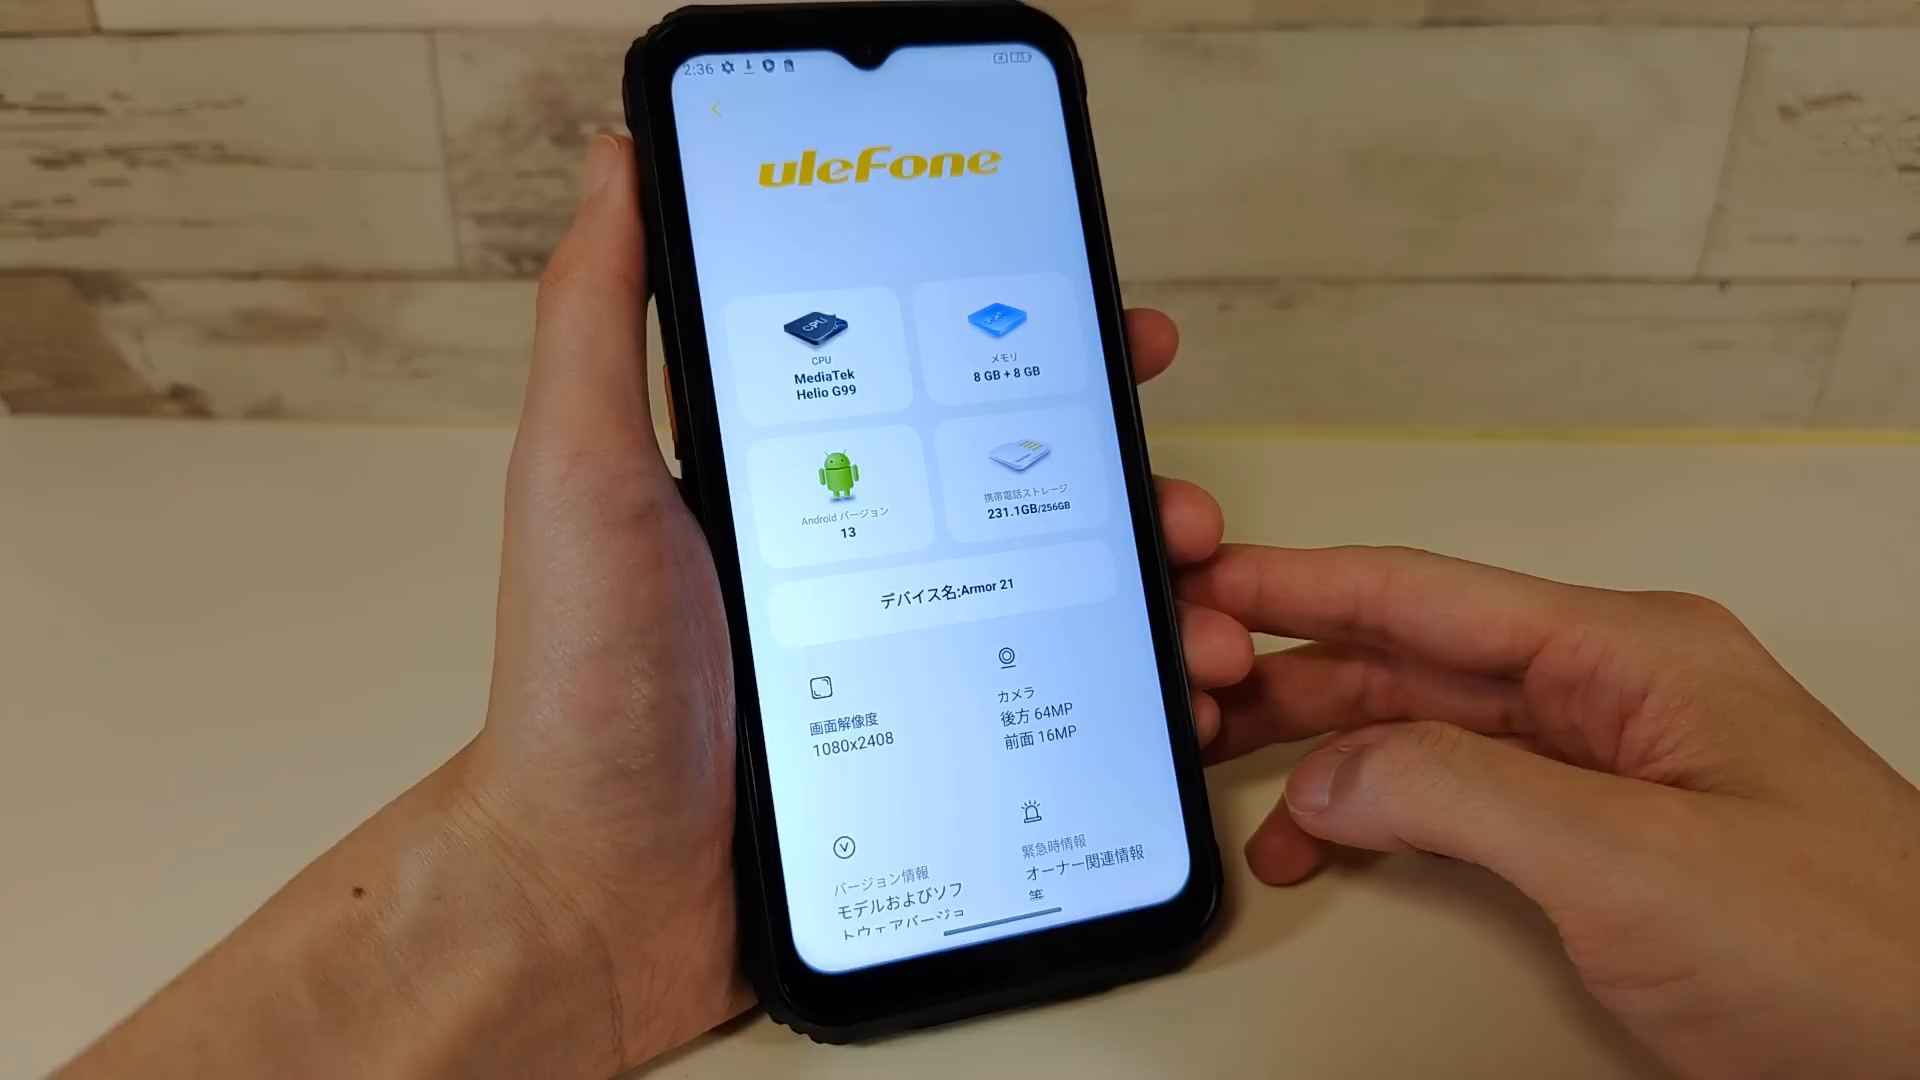 2:36
uleFone
CPU
CPU
MediaTek
Helio G99
メモリ
8 GB + 8 GB
Android バージョン
13
携帯電話ストレージ
231.1GB/256GB
デバイス名:Armor 21
画面解像度
1080x2408
カメラ
後方 64MP
前面 16MP
バージョン情報
モデルおよびソフ
トウェアバージョ
緊急時情報
オーナー関連情報
等